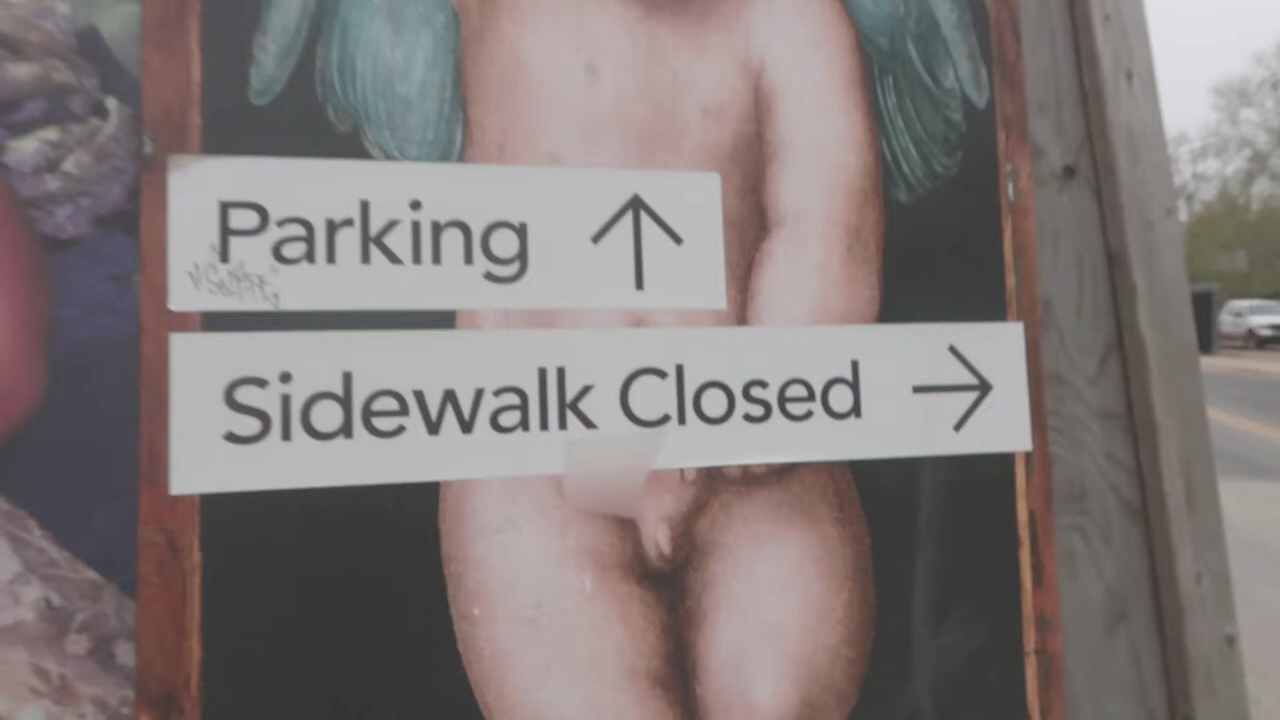 Parking ↑
Sidewalk Closed →